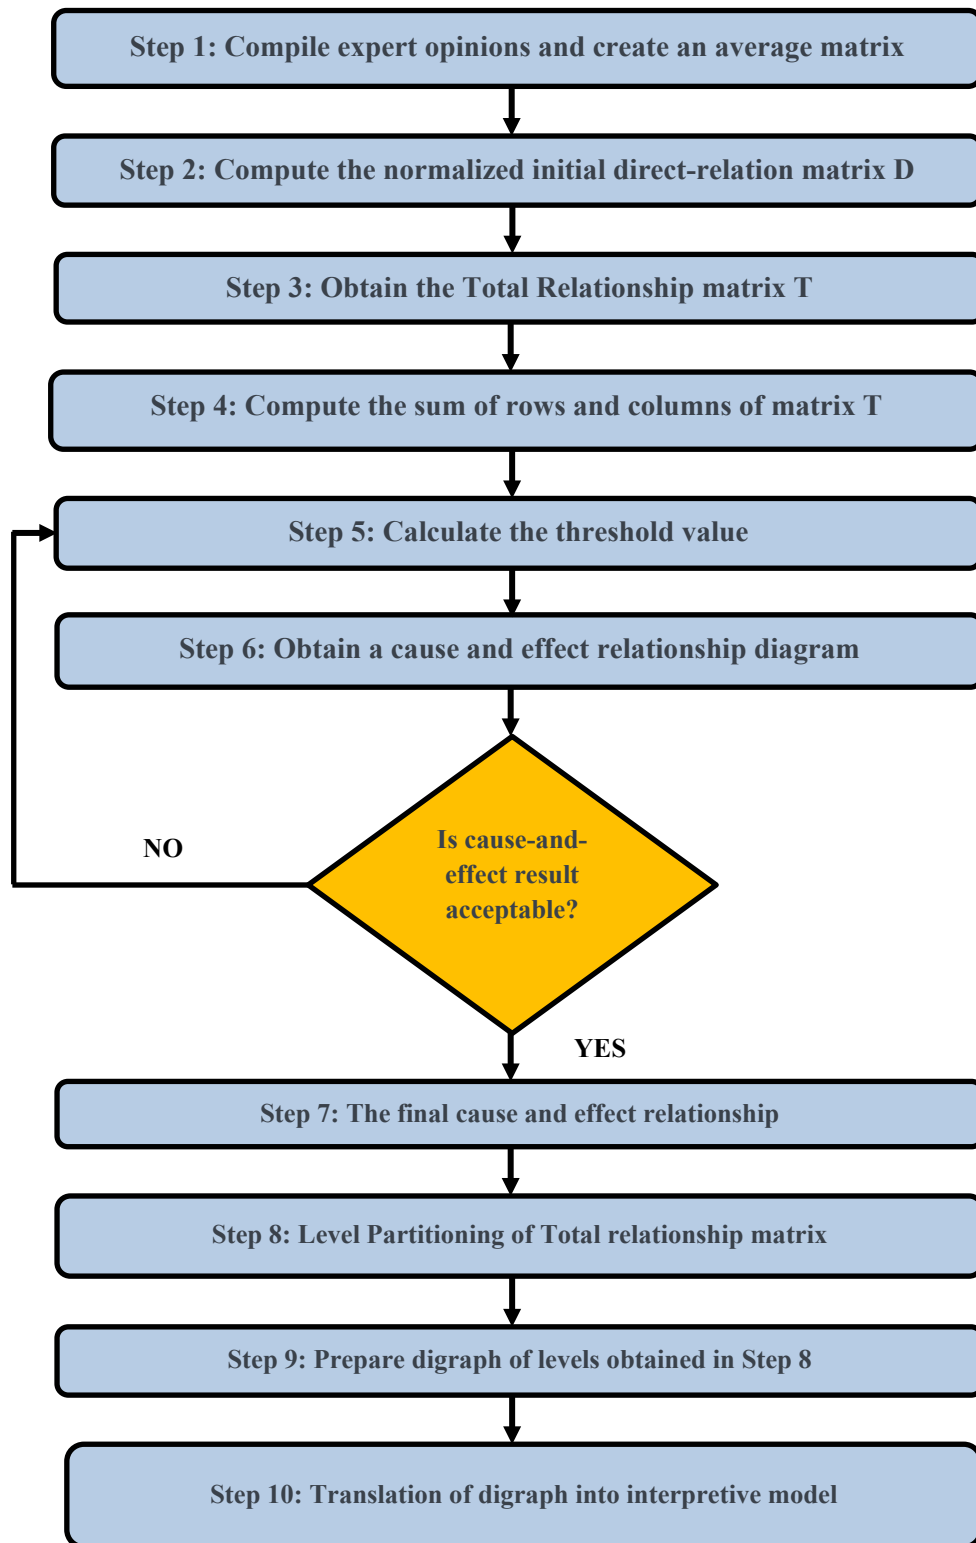 Step 1: Compile expert opinions and create an average matrix
Step 2: Compute the normalized initial direct-relation matrix D
Step 3: Obtain the Total Relationship matrix T
Step 4: Compute the sum of rows and columns of matrix T
Step 5: Calculate the threshold value
Step 6: Obtain a cause and effect relationship diagram
Is cause-and-
effect result
acceptable?
NO
YES
Step 7: The final cause and effect relationship
Step 8: Level Partitioning of Total relationship matrix
Step 9: Prepare digraph of levels obtained in Step 8
Step 10: Translation of digraph into interpretive model